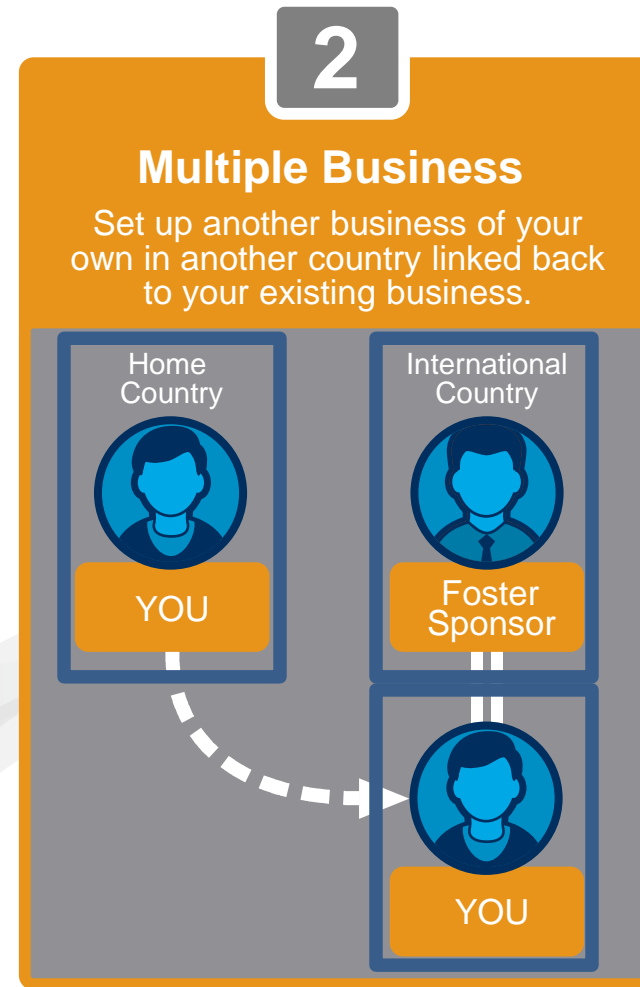 2
Multiple Business
Set up another business of your
own in another country linked back
to your existing business.
Home
Country
International
Country
YOU
Foster
Sponsor
YOU